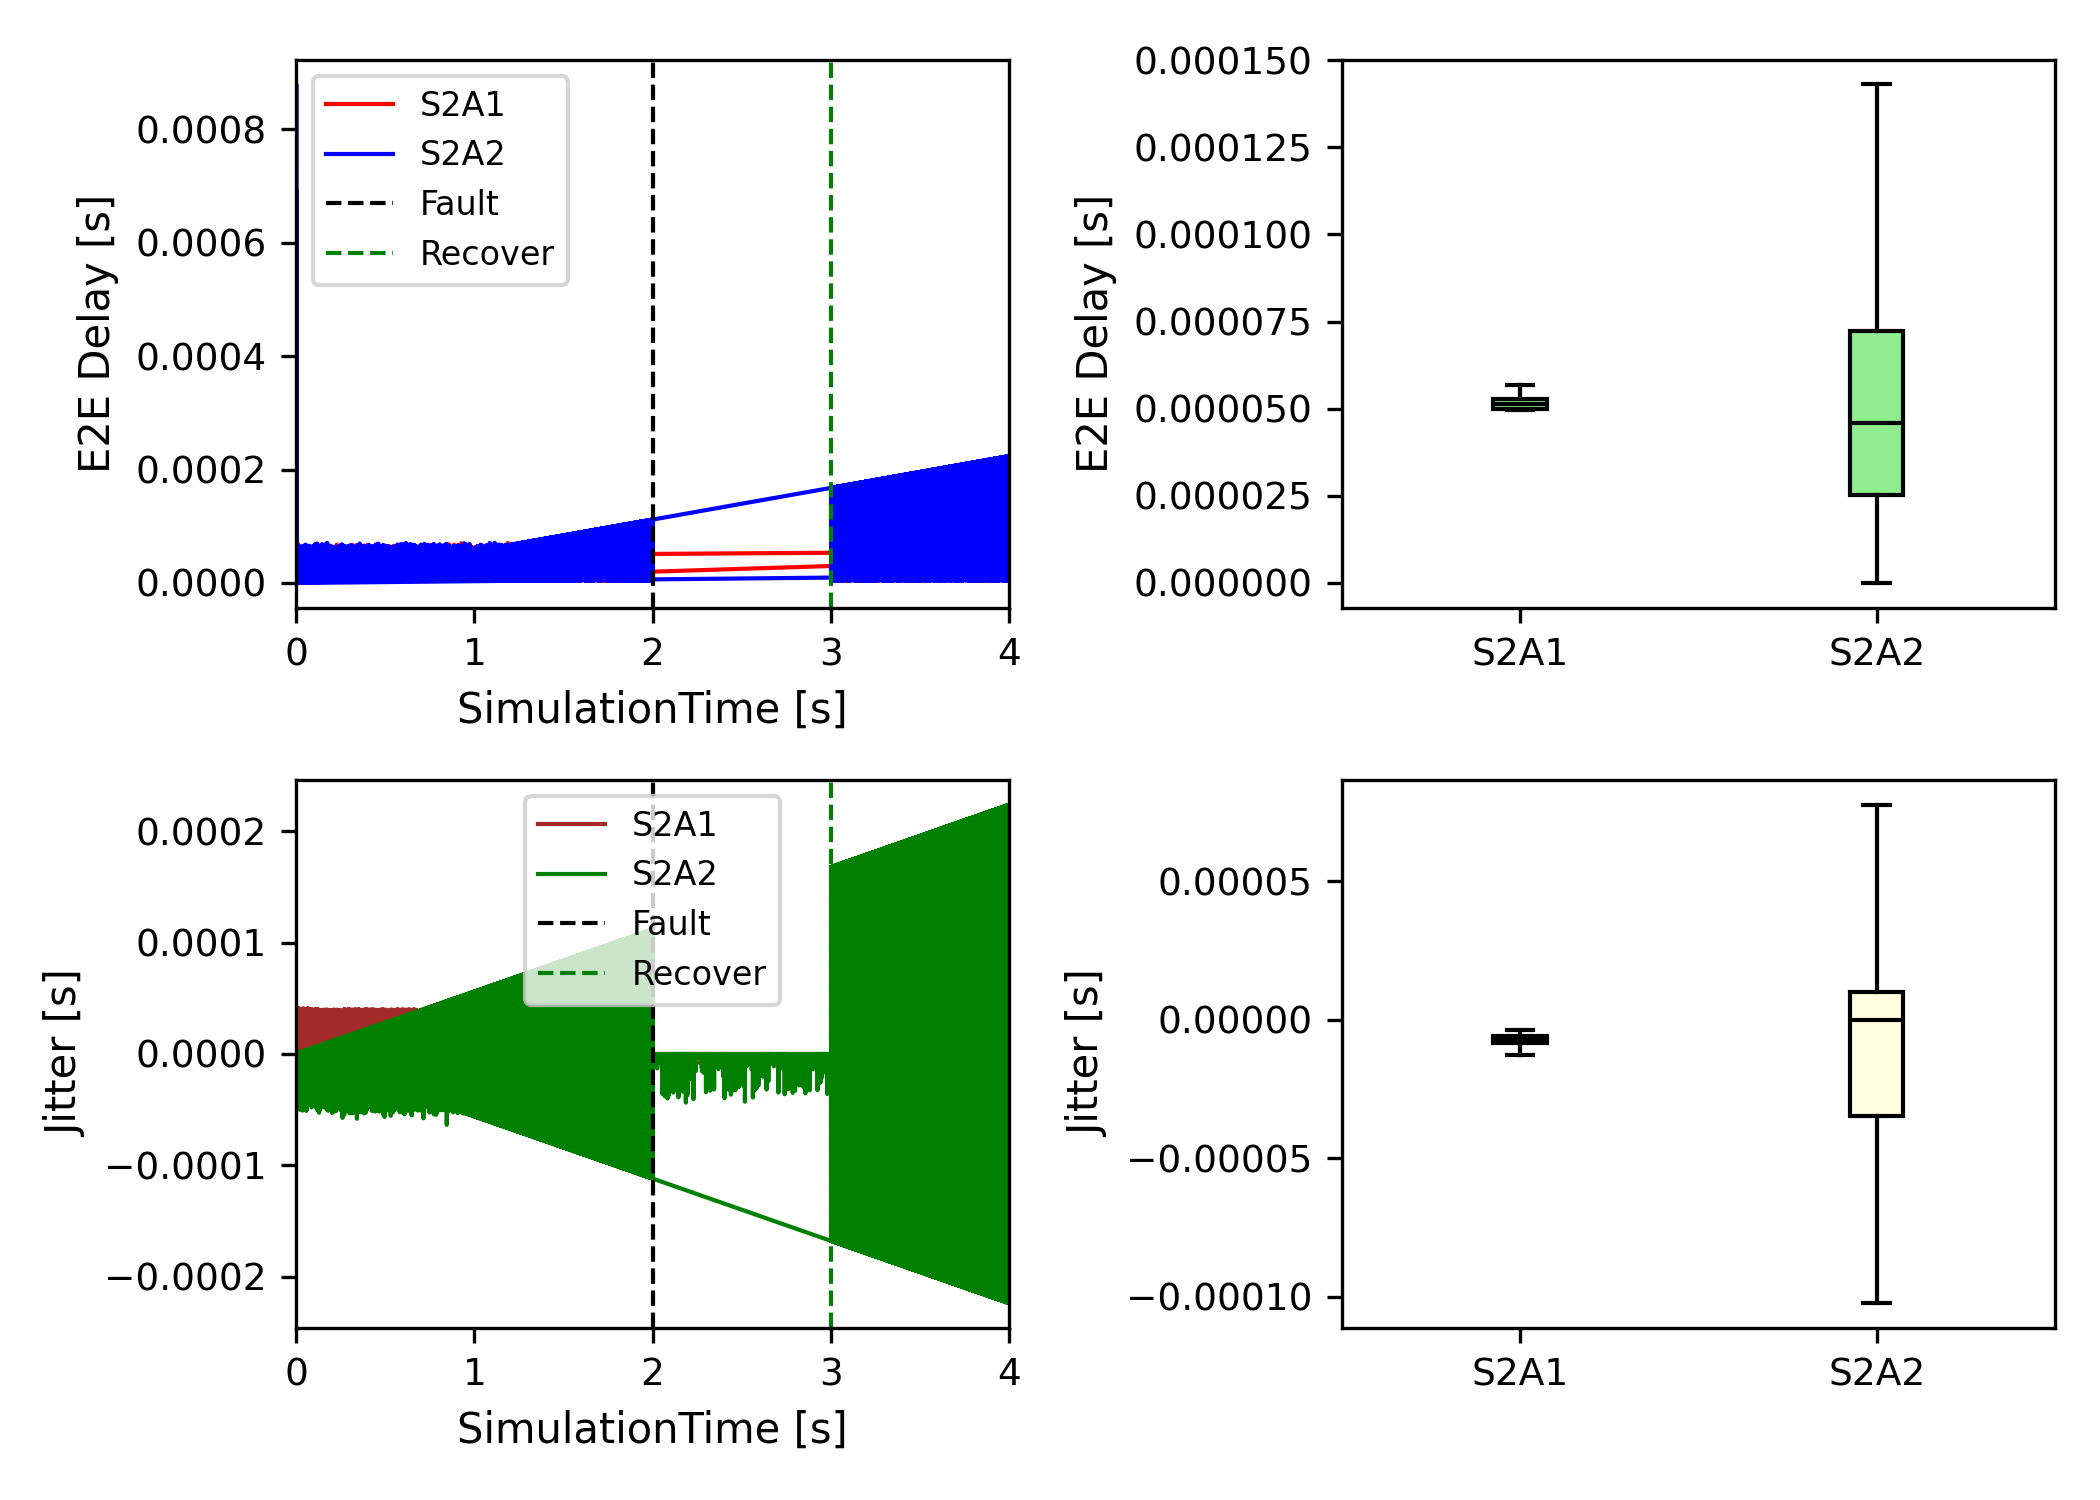 E2E Delay [s]
0.0008
0.0006
0.0004
0.0002
0.0000
S2A1
S2A2
Fault
Recover
0
1
2
3
4
SimulationTime [s]
E2E Delay [s]
0.000150
0.000125
0.000100
0.000075
0.000050
0.000025
0.000000
S2A1
S2A2
Jitter [s]
0.0002
0.0001
0.0000
−0.0001
−0.0002
S2A1
S2A2
Fault
Recover
0
1
2
3
4
SimulationTime [s]
Jitter [s]
0.00005
0.00000
−0.00005
−0.00010
S2A1
S2A2